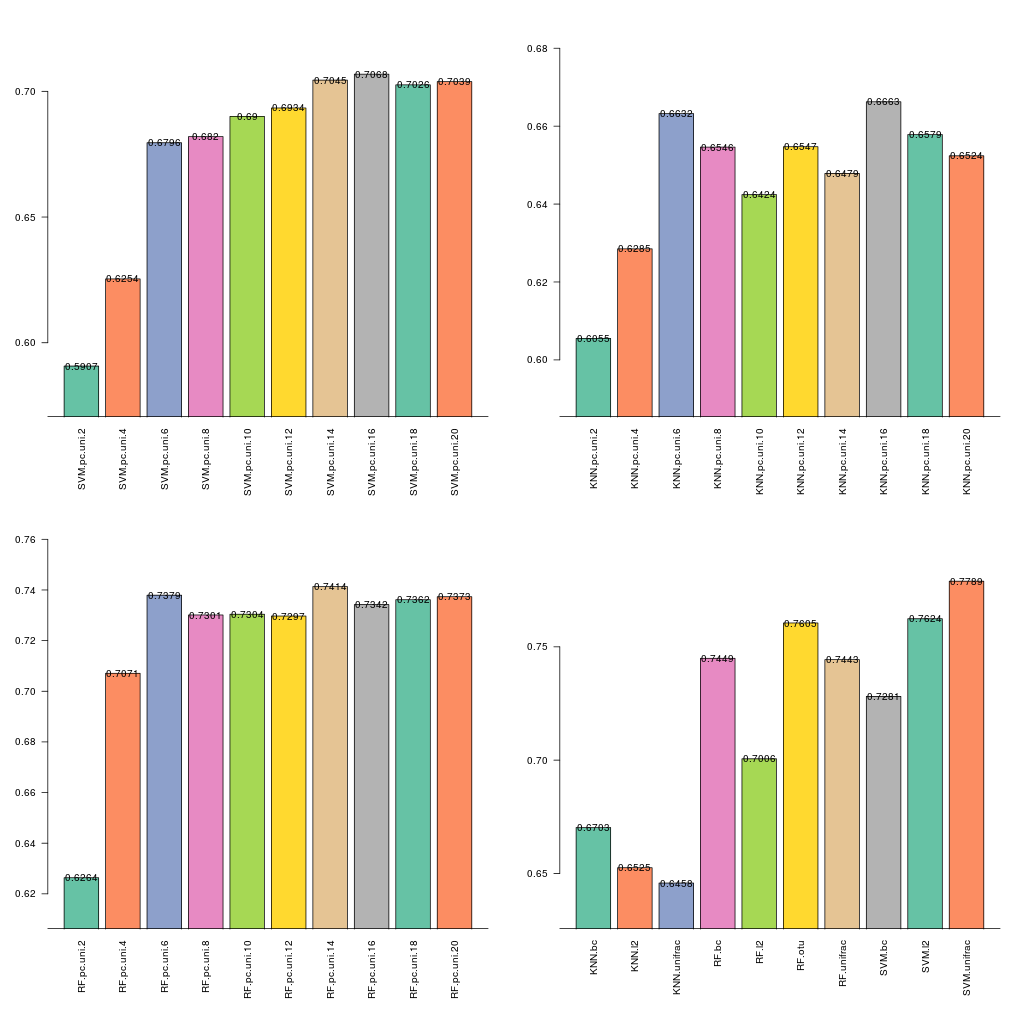 0.70
0.65
0.60
0.5907
0.6254
0.6796
0.682
0.69
0.6934
0.7045
0.7068
0.7026
0.7039
SVM.pc.uni.2
SVM.pc.uni.4
SVM.pc.uni.6
SVM.pc.uni.8
SVM.pc.uni.10
SVM.pc.uni.12
SVM.pc.uni.14
SVM.pc.uni.16
SVM.pc.uni.18
SVM.pc.uni.20
0.68
0.66
0.64
0.62
0.60
0.6055
0.6285
0.6632
0.6546
0.6424
0.6547
0.6479
0.6663
0.6579
0.6524
KNN.pc.uni.2
KNN.pc.uni.4
KNN.pc.uni.6
KNN.pc.uni.8
KNN.pc.uni.10
KNN.pc.uni.12
KNN.pc.uni.14
KNN.pc.uni.16
KNN.pc.uni.18
KNN.pc.uni.20
0.76
0.74
0.72
0.70
0.68
0.66
0.64
0.62
0.6264
0.7071
0.7379
0.7301
0.7304
0.7297
0.7414
0.7342
0.7362
0.7373
RF.pc.uni.2
RF.pc.uni.4
RF.pc.uni.6
RF.pc.uni.8
RF.pc.uni.10
RF.pc.uni.12
RF.pc.uni.14
RF.pc.uni.16
RF.pc.uni.18
RF.pc.uni.20
0.75
0.70
0.65
0.6703
0.6525
0.6458
0.7449
0.7006
0.7605
0.7443
0.7281
0.7624
0.7789
KNN.bc
KNN.l2
KNN.unifrac
RF.bc
RF.l2
RF.otu
RF.unifrac
SVM.bc
SVM.l2
SVM.unifrac